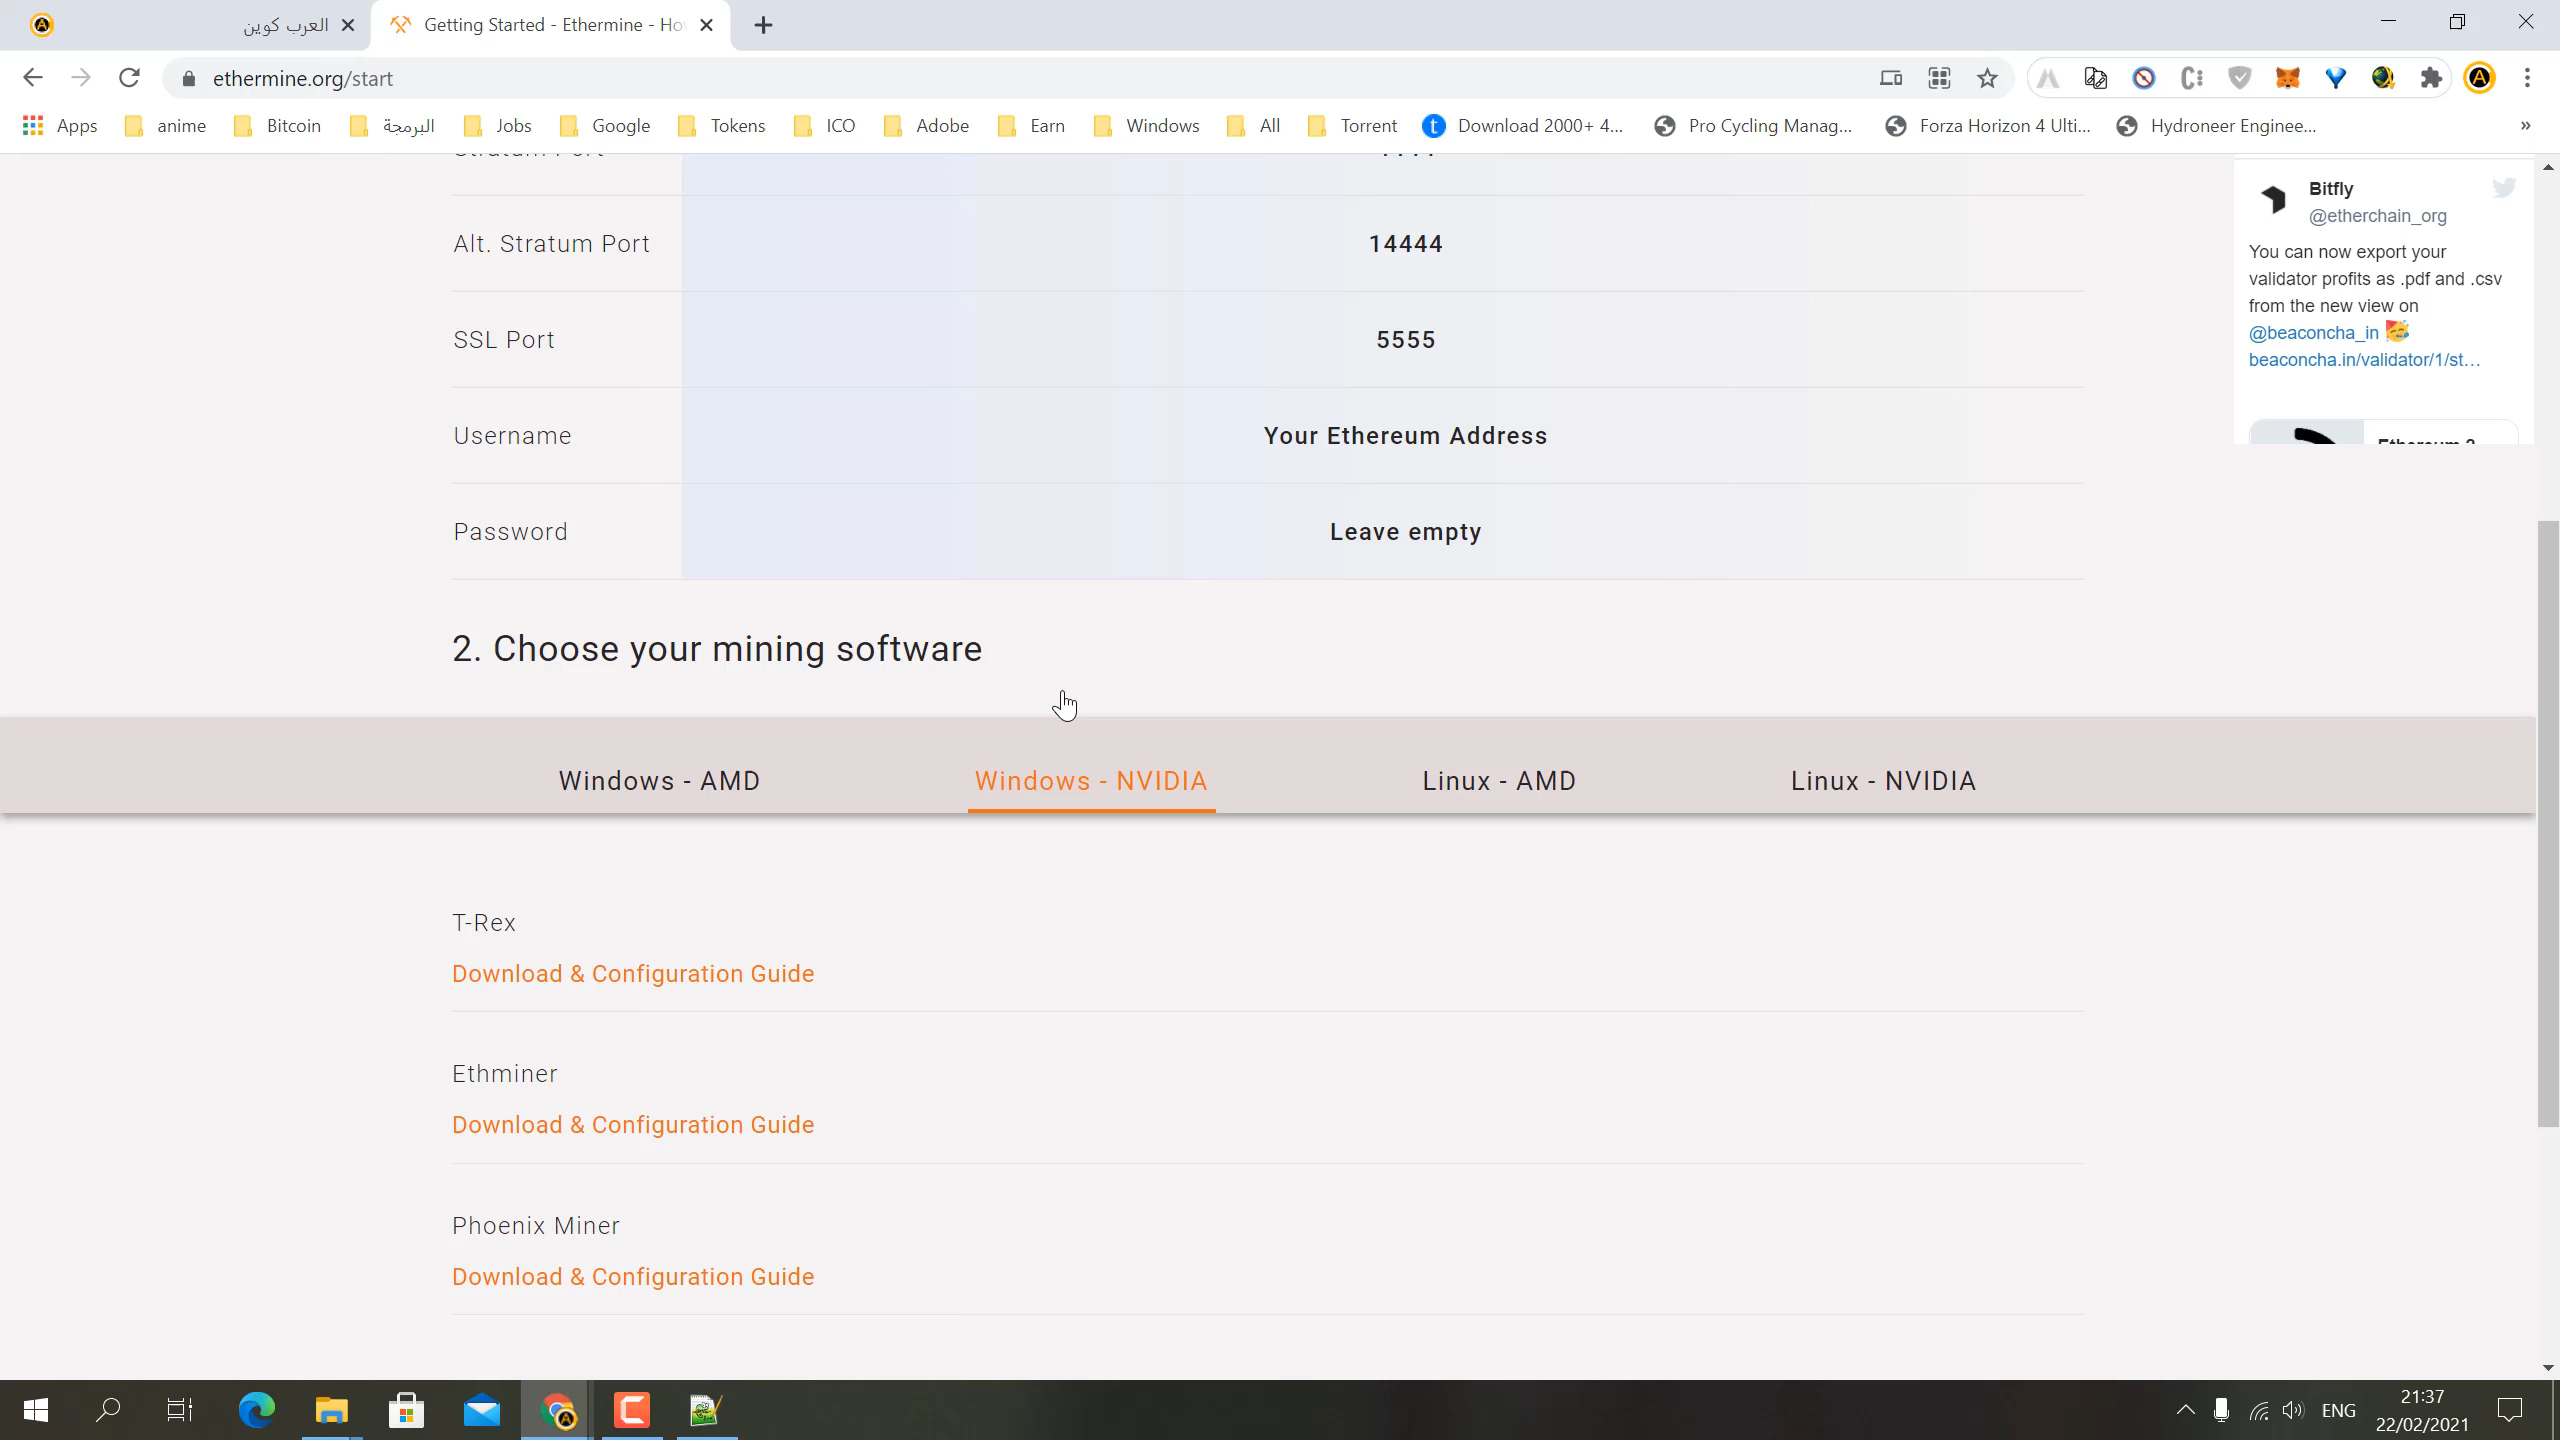 العرب كوين
Getting Started - Ethermine - Ho
ethermine.org/start
Apps
anime
Bitcoin
البرمجة
Jobs
Google
Tokens
ICO
Adobe
Earn
Windows
All
Torrent
Download 2000+ 4...
Pro Cycling Manag...
Forza Horizon 4 Ulti...
Hydroneer Enginee...
»
Stratum Port
Alt. Stratum Port 14444
SSL Port 5555
Username Your Ethereum Address
Password Leave empty
Bitfly
@etherchain_org
You can now export your
validator profits as .pdf and .csv
from the new view on
@beaconcha_in
beaconcha.in/validator/1/st...
Ethereum 2
2. Choose your mining software
Windows - AMD
Windows - NVIDIA
Linux - AMD
Linux - NVIDIA
T-Rex
Download & Configuration Guide
Ethminer
Download & Configuration Guide
Phoenix Miner
Download & Configuration Guide
ENG
21:37
22/02/2021